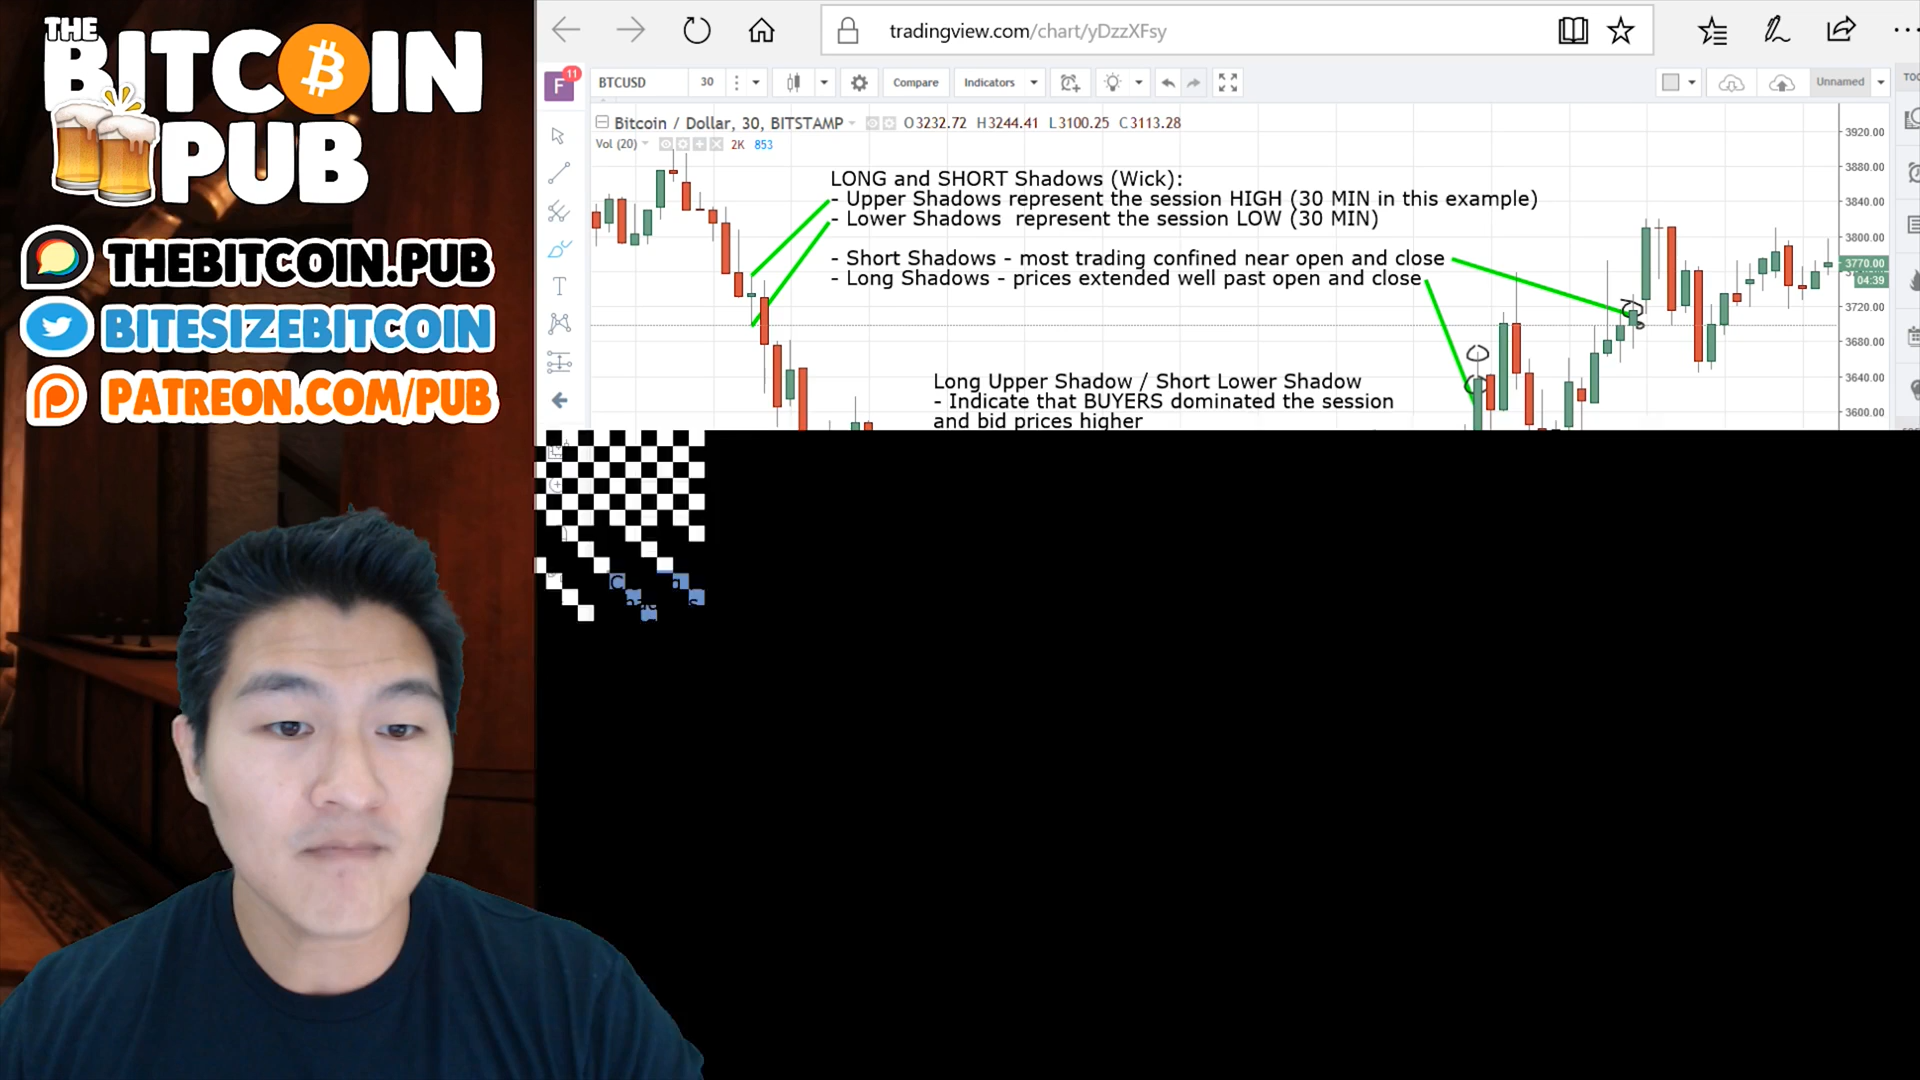 THE
BITCOIN
PUB
THEBITCOIN.PUB
BITESIZEBITCOIN
PATREON.COM/PUB
tradingview.com/chart/yDzzXFsy
F
11
BTCUSD
30
Compare
Indicators
Unnamed
TOO
Bitcoin / Dollar, 30, BITSTAMP
O3232.72 H3244.41 L3100.25 C3113.28
Vol (20)
2K 853
LONG and SHORT Shadows (Wick):
- Upper Shadows represent the session HIGH (30 MIN in this example)
- Lower Shadows represent the session LOW (30 MIN)
- Short Shadows - most trading confined near open and close
- Long Shadows - prices extended well past open and close
Long Upper Shadow / Short Lower Shadow
- Indicate that BUYERS dominated the session
and bid prices higher
3920.00
3880.00
3840.00
3800.00
3770.00
04:39
3720.00
3680.00
3640.00
3600.00